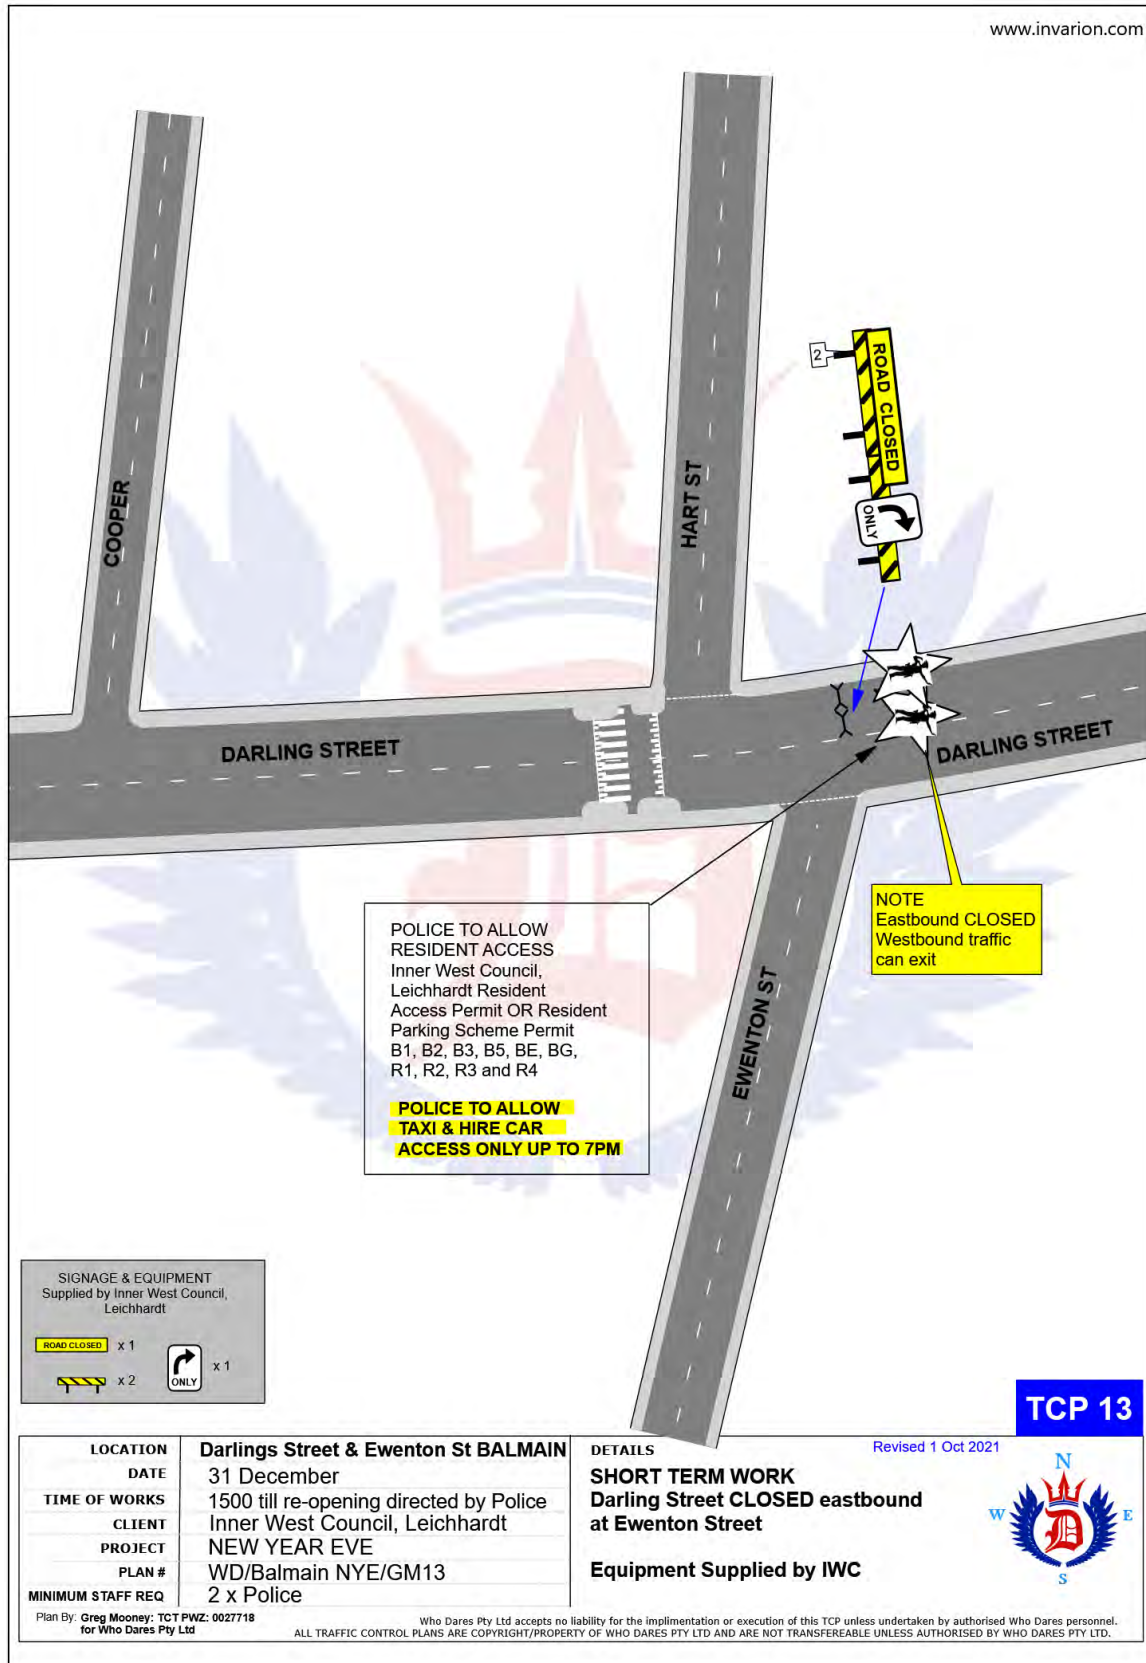 www.invarion.com
COOPER
HART ST
2
ROAD CLOSED
ONLY
DARLING STREET
DARLING STREET
EWENTON ST
NOTE
Eastbound CLOSED
Westbound traffic
can exit
POLICE TO ALLOW
RESIDENT ACCESS
Inner West Council,
Leichhardt Resident
Access Permit OR Resident
Parking Scheme Permit
B1, B2, B3, B5, BE, BG,
R1, R2, R3 and R4
POLICE TO ALLOW
TAXI & HIRE CAR
ACCESS ONLY UP TO 7PM
SIGNAGE & EQUIPMENT
Supplied by Inner West Council,
Leichhardt
ROAD CLOSED x 1
x 2
ONLY
x 1
TCP 13
LOCATION Darlings Street & Ewenton St BALMAIN
DATE 31 December
TIME OF WORKS 1500 till re-opening directed by Police
CLIENT Inner West Council, Leichhardt
PROJECT NEW YEAR EVE
PLAN # WD/Balmain NYE/GM13
MINIMUM STAFF REQ 2 x Police
DETAILS
Revised 1 Oct 2021
SHORT TERM WORK
Darling Street CLOSED eastbound
at Ewenton Street
Equipment Supplied by IWC
N
W
E
S
D
Plan By: Greg Mooney: TCT PWZ: 0027718
for Who Dares Pty Ltd
Who Dares Pty Ltd accepts no liability for the implimentation or execution of this TCP unless undertaken by authorised Who Dares personnel.
ALL TRAFFIC CONTROL PLANS ARE COPYRIGHT/PROPERTY OF WHO DARES PTY LTD AND ARE NOT TRANSFEREABLE UNLESS AUTHORISED BY WHO DARES PTY LTD.